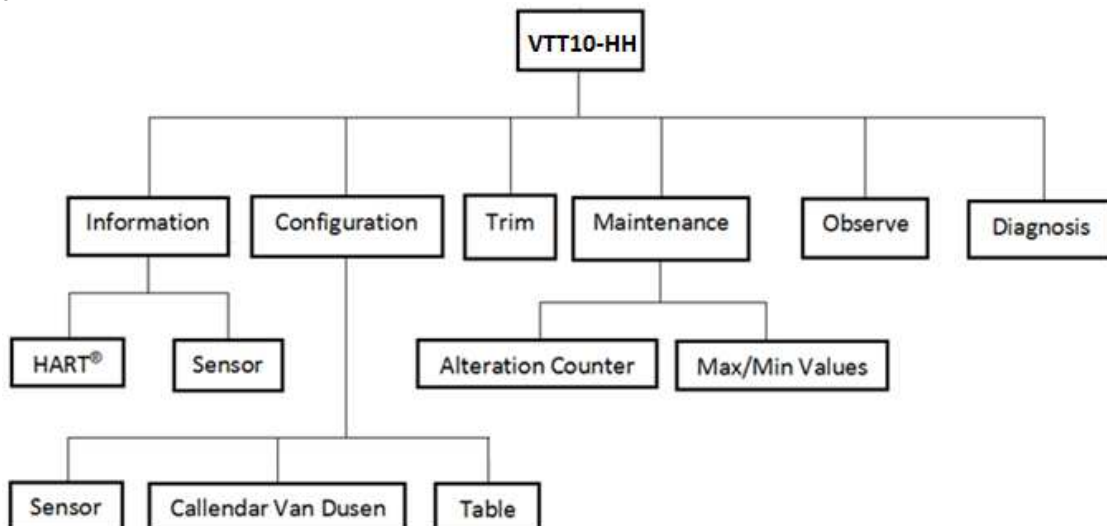 VTT10-HH
Information
Configuration
Trim
Maintenance
Observe
Diagnosis
HART®
Sensor
Alteration Counter
Max/Min Values
Sensor
Callendar Van Dusen
Table